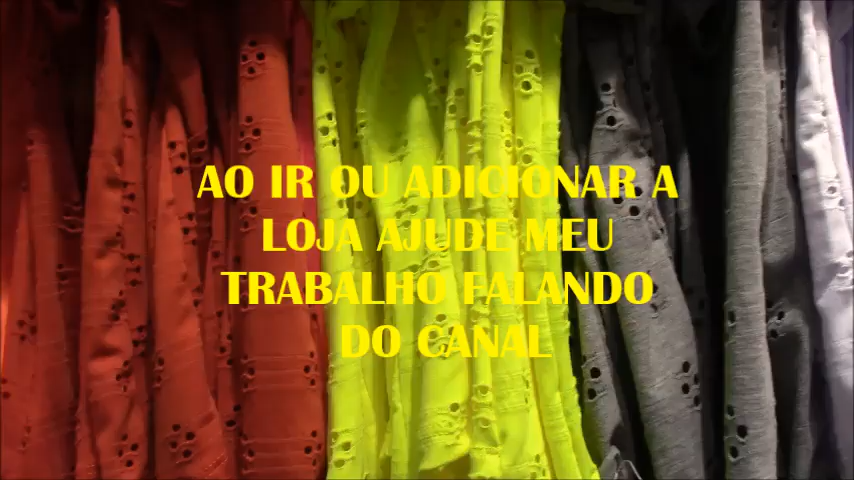 AO IR OU ADICIONAR A
LOJA AJUDE MEU
TRABALHO FALANDO
DO CANAL